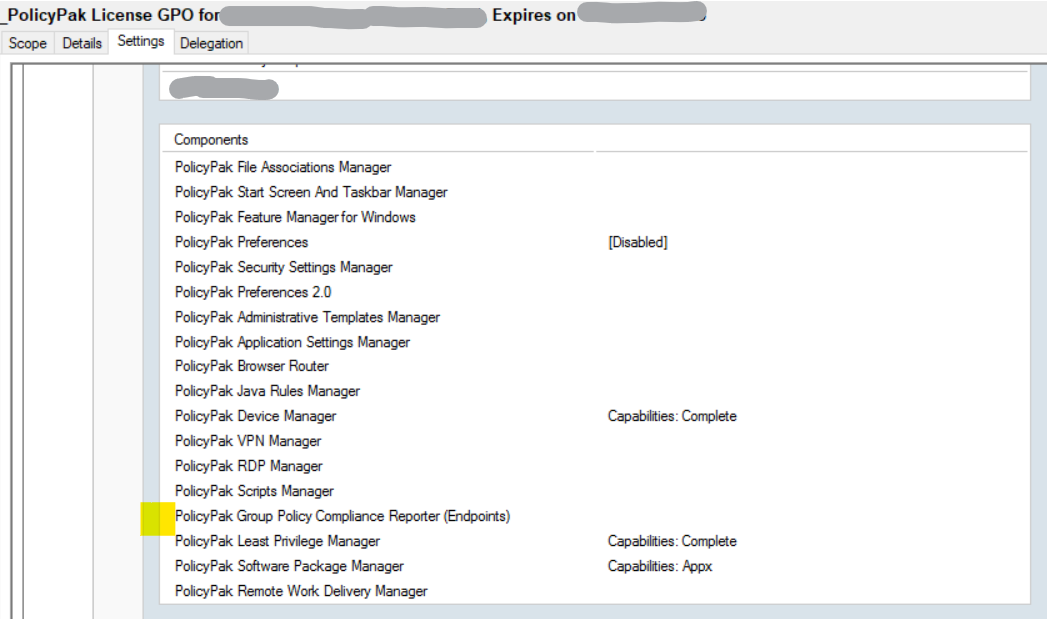 _PolicyPak License GPO for Expires on
Scope Details Settings Delegation
Components
PolicyPak File Associations Manager
PolicyPak Start Screen And Taskbar Manager
PolicyPak Feature Manager for Windows
PolicyPak Preferences [Disabled]
PolicyPak Security Settings Manager
PolicyPak Preferences 2.0
PolicyPak Administrative Templates Manager
PolicyPak Application Settings Manager
PolicyPak Browser Router
PolicyPak Java Rules Manager
PolicyPak Device Manager Capabilities: Complete
PolicyPak VPN Manager
PolicyPak RDP Manager
PolicyPak Scripts Manager
PolicyPak Group Policy Compliance Reporter (Endpoints)
PolicyPak Least Privilege Manager Capabilities: Complete
PolicyPak Software Package Manager Capabilities: Appx
PolicyPak Remote Work Delivery Manager